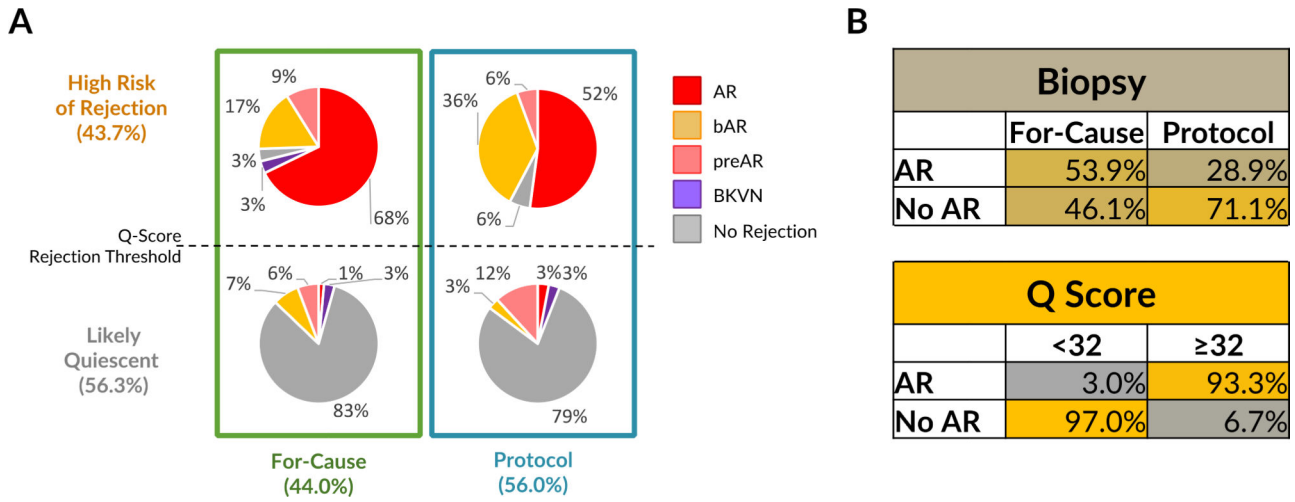 A
High Risk
of Rejection
(43.7%)
9%
17%
3%
3%
68%
6%
36%
52%
6%
AR
bAR
preAR
BKVN
No Rejection
Q-Score
Rejection Threshold
Likely
Quiescent
(56.3%)
7%
6%
1%
3%
83%
3%
12%
3%
3%
79%
For-Cause
(44.0%)
Protocol
(56.0%)
B
Biopsy
For-Cause Protocol
AR 53.9% 28.9%
No AR 46.1% 71.1%
Q Score
<32 ≥32
AR 3.0% 93.3%
No AR 97.0% 6.7%